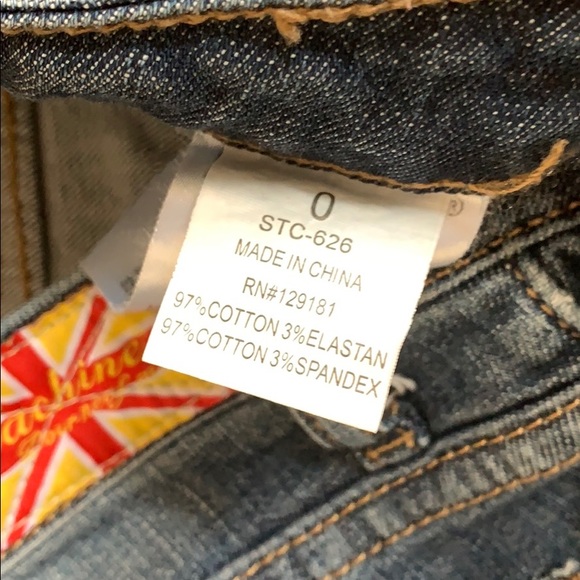 0
STC-626
MADE IN CHINA
RN#129181
97%COTTON 3%ELASTAN
97%COTTON 3%SPANDEX
®